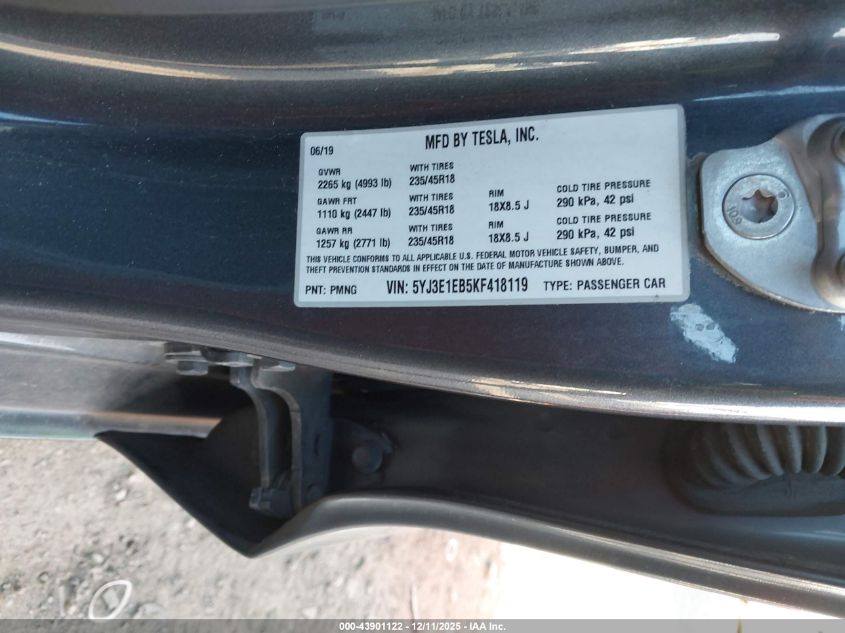 MFD BY TESLA, INC.
06/19
GVWR WITH TIRES
2265 kg (4993 lb) 235/45R18
GAWR FRT WITH TIRES RIM COLD TIRE PRESSURE
1110 kg (2447 lb) 235/45R18 18X8.5 J 290 kPa, 42 psi
GAWR RR WITH TIRES RIM COLD TIRE PRESSURE
1257 kg (2771 lb) 235/45R18 18X8.5 J 290 kPa, 42 psi
THIS VEHICLE CONFORMS TO ALL APPLICABLE U.S. FEDERAL MOTOR VEHICLE SAFETY, BUMPER, AND
THEFT PREVENTION STANDARDS IN EFFECT ON THE DATE OF MANUFACTURE SHOWN ABOVE.
PNT: PMNG VIN: 5YJ3E1EB5KF418119 TYPE: PASSENGER CAR
10.9
000-43901122 - 12/11/2025 - IAA Inc.